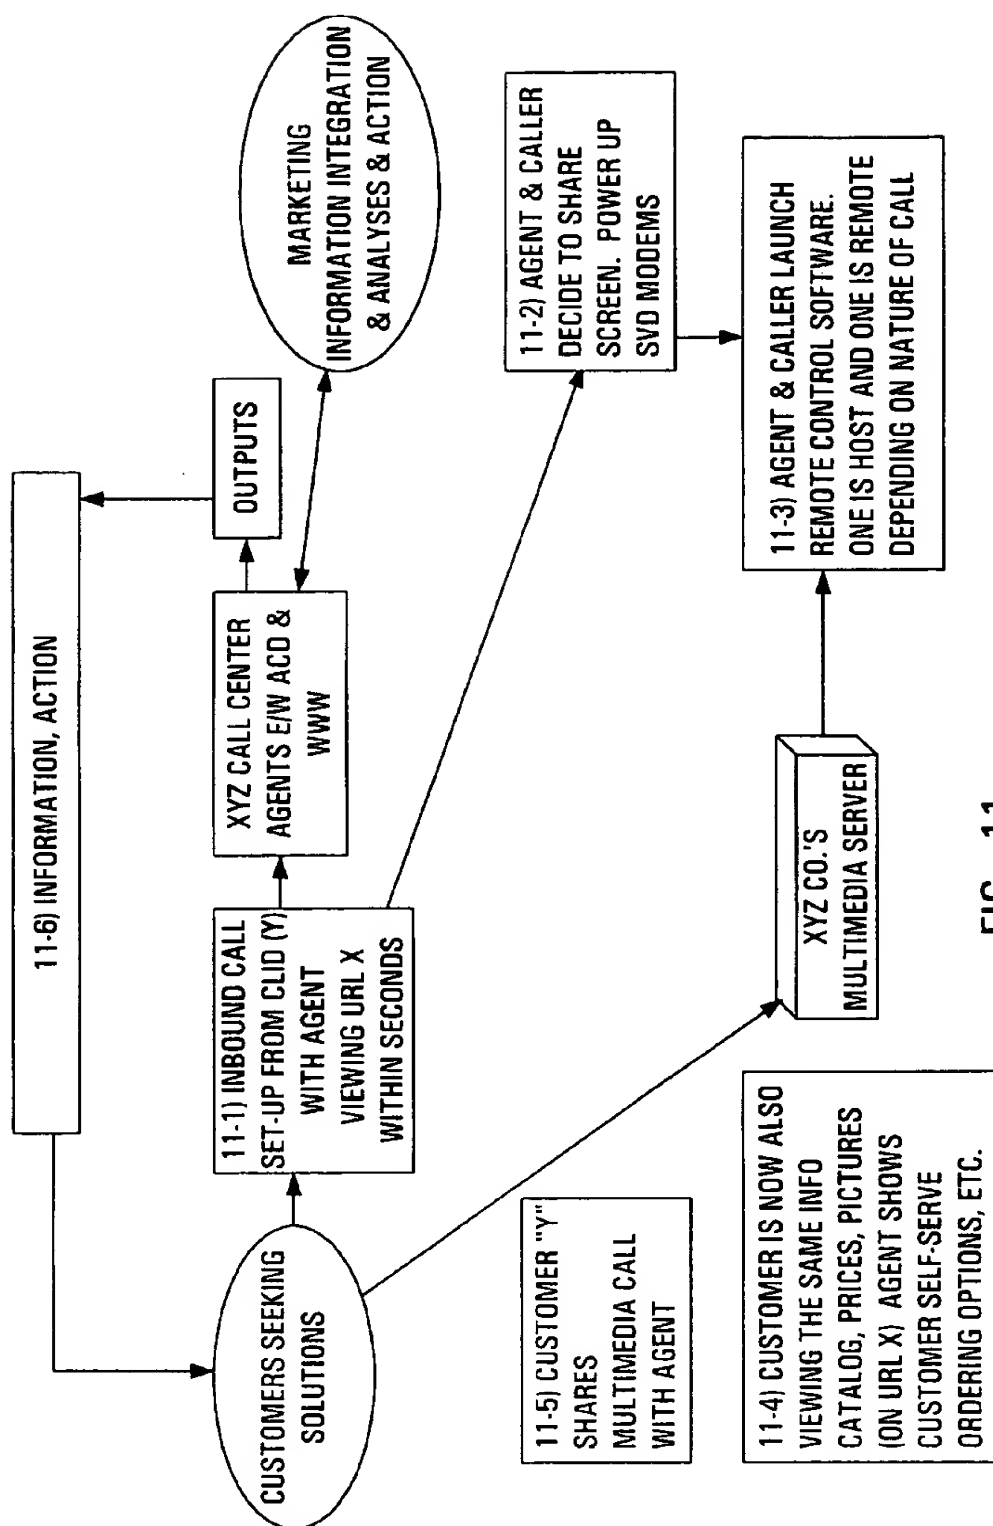 11-6) INFORMATION, ACTION
CUSTOMERS SEEKING
SOLUTIONS
11-1) INBOUND CALL
SET-UP FROM CLID (Y)
WITH AGENT
VIEWING URL X
WITHIN SECONDS
XYZ CALL CENTER
AGENTS E/W ACD &
WWW
OUTPUTS
MARKETING
INFORMATION INTEGRATION
& ANALYSES & ACTION
11-5) CUSTOMER "Y"
SHARES
MULTIMEDIA CALL
WITH AGENT
11-2) AGENT & CALLER
DECIDE TO SHARE
SCREEN. POWER UP
SVD MODEMS
11-4) CUSTOMER IS NOW ALSO
VIEWING THE SAME INFO
CATALOG, PRICES, PICTURES
(ON URL X) AGENT SHOWS
CUSTOMER SELF-SERVE
ORDERING OPTIONS, ETC.
XYZ CO.'S
MULTIMEDIA SERVER
11-3) AGENT & CALLER LAUNCH
REMOTE CONTROL SOFTWARE.
ONE IS HOST AND ONE IS REMOTE
DEPENDING ON NATURE OF CALL
FIG. 11